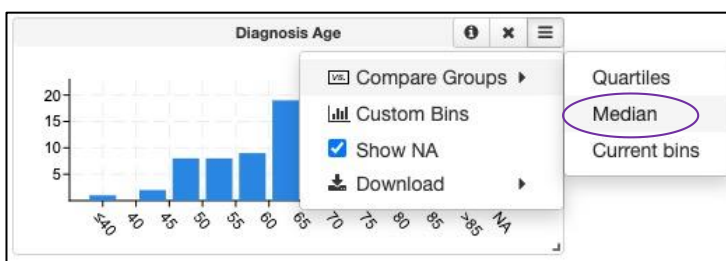 Diagnosis Age
VS. Compare Groups
Quartiles
Custom Bins
Median
Show NA
Current bins
Download
20
15
10
5
≤40
40
45
50
55
60
65
70
75
80
85
>85
NA